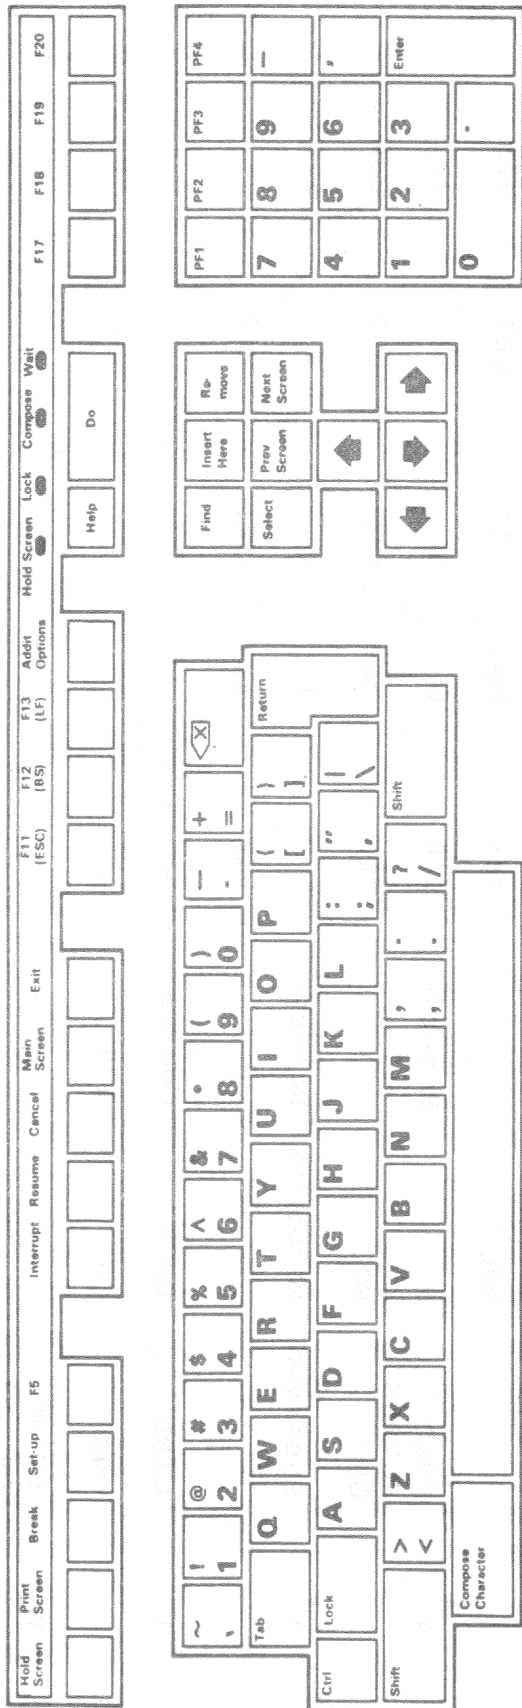 Hold Screen
Print Screen
Break
Set-up
F5
Interrupt
Resume
Cancel
Main Screen
Exit
F11 (ESC)
F12 (BS)
F13 (LF)
Addit Options
Hold Screen
Lock
Compose
Wait
F17
F18
F19
F20
Help
Do
~ `
! 1
@ 2
# 3
$ 4
% 5
^ 6
& 7
* 8
( 9
) 0
— -
+ =
X
Tab
Q
W
E
R
T
Y
U
I
O
P
{ [
} ]
Return
Ctrl
Lock
A
S
D
F
G
H
J
K
L
: ;
" '
| \
Shift
> <
Z
X
C
V
B
N
M
, ,
. .
? /
Shift
Compose Character
Find
Insert Here
Re-move
Select
Prev Screen
Next Screen
PF1
PF2
PF3
PF4
7
8
9
—
4
5
6
,
1
2
3
Enter
0
.